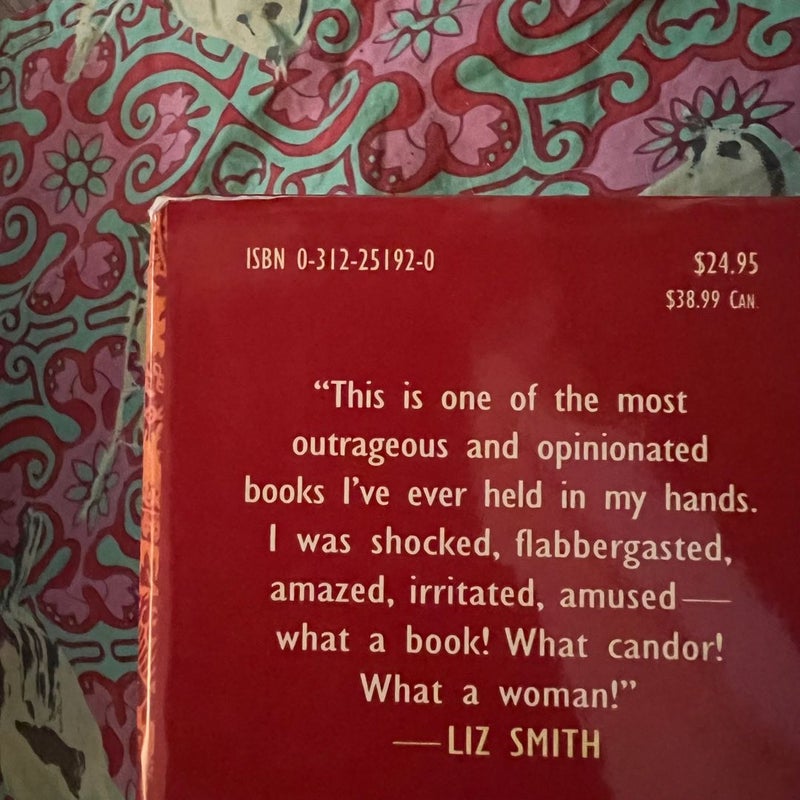 ISBN 0-312-25192-0
$24.95
$38.99 CAN.
“This is one of the most
outrageous and opinionated
books I’ve ever held in my hands.
I was shocked, flabbergasted,
amazed, irritated, amused—
what a book! What candor!
What a woman!”
—LIZ SMITH